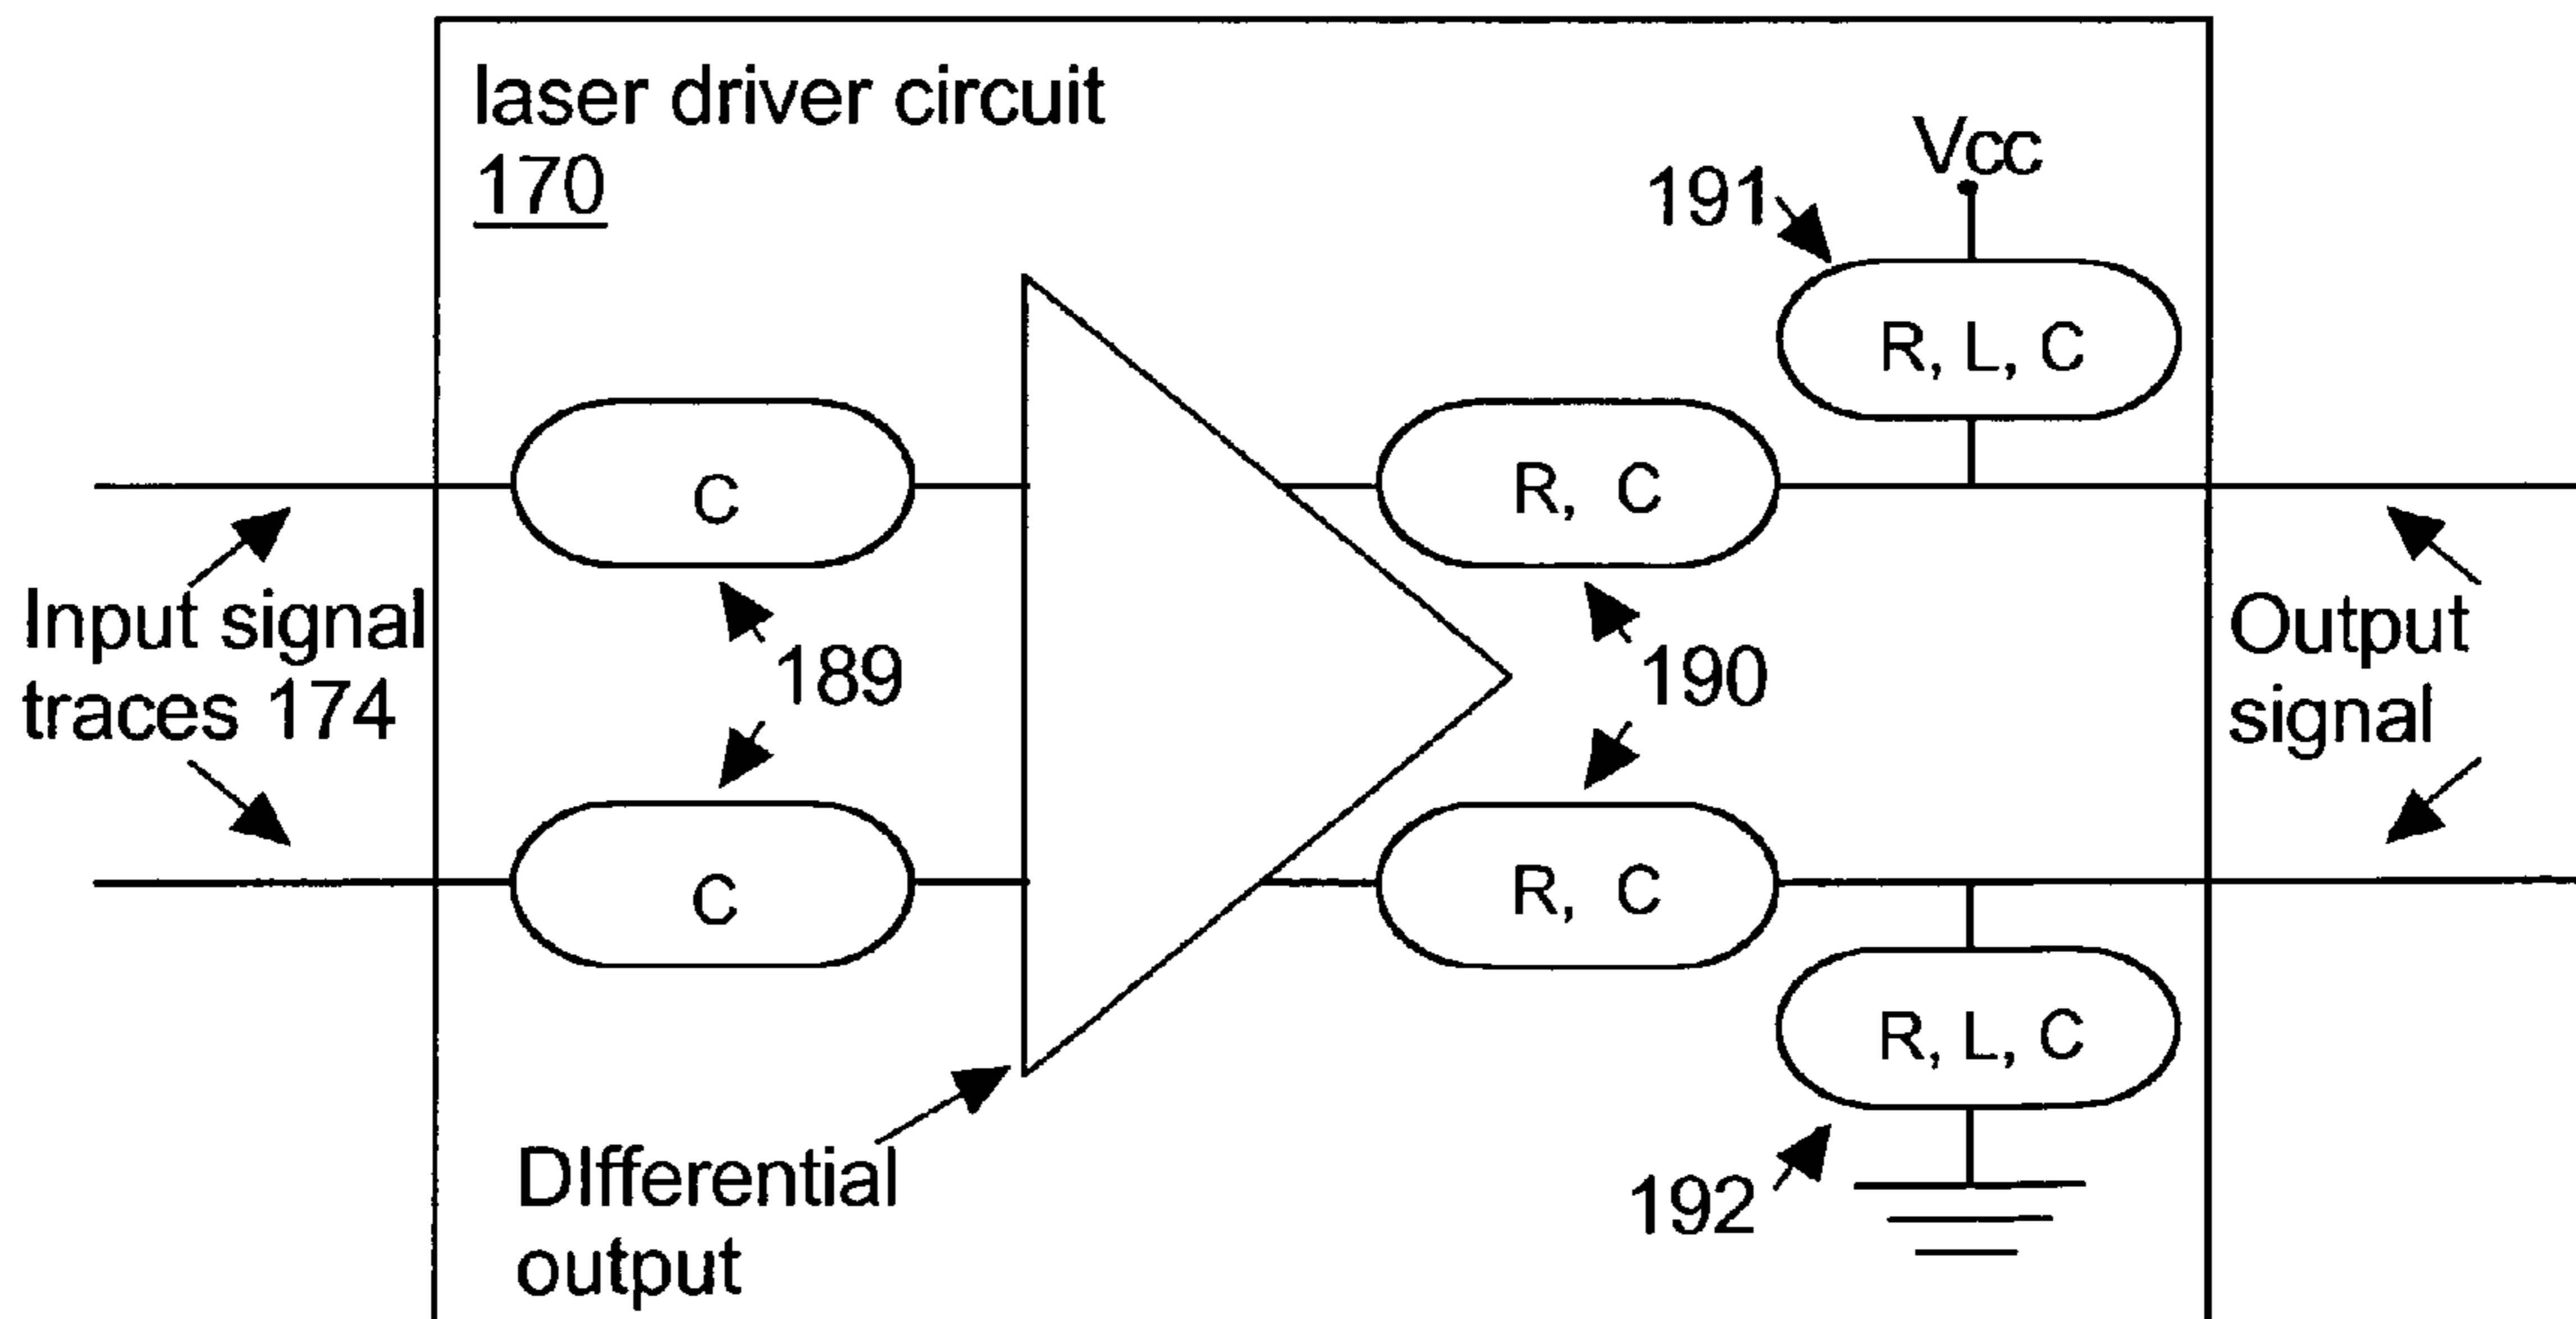 laser driver circuit
170
Vcc
191
R, L, C
C
R, C
Input signal
traces 174
189
190
Output
signal
C
R, C
R, L, C
DIfferential
output
192